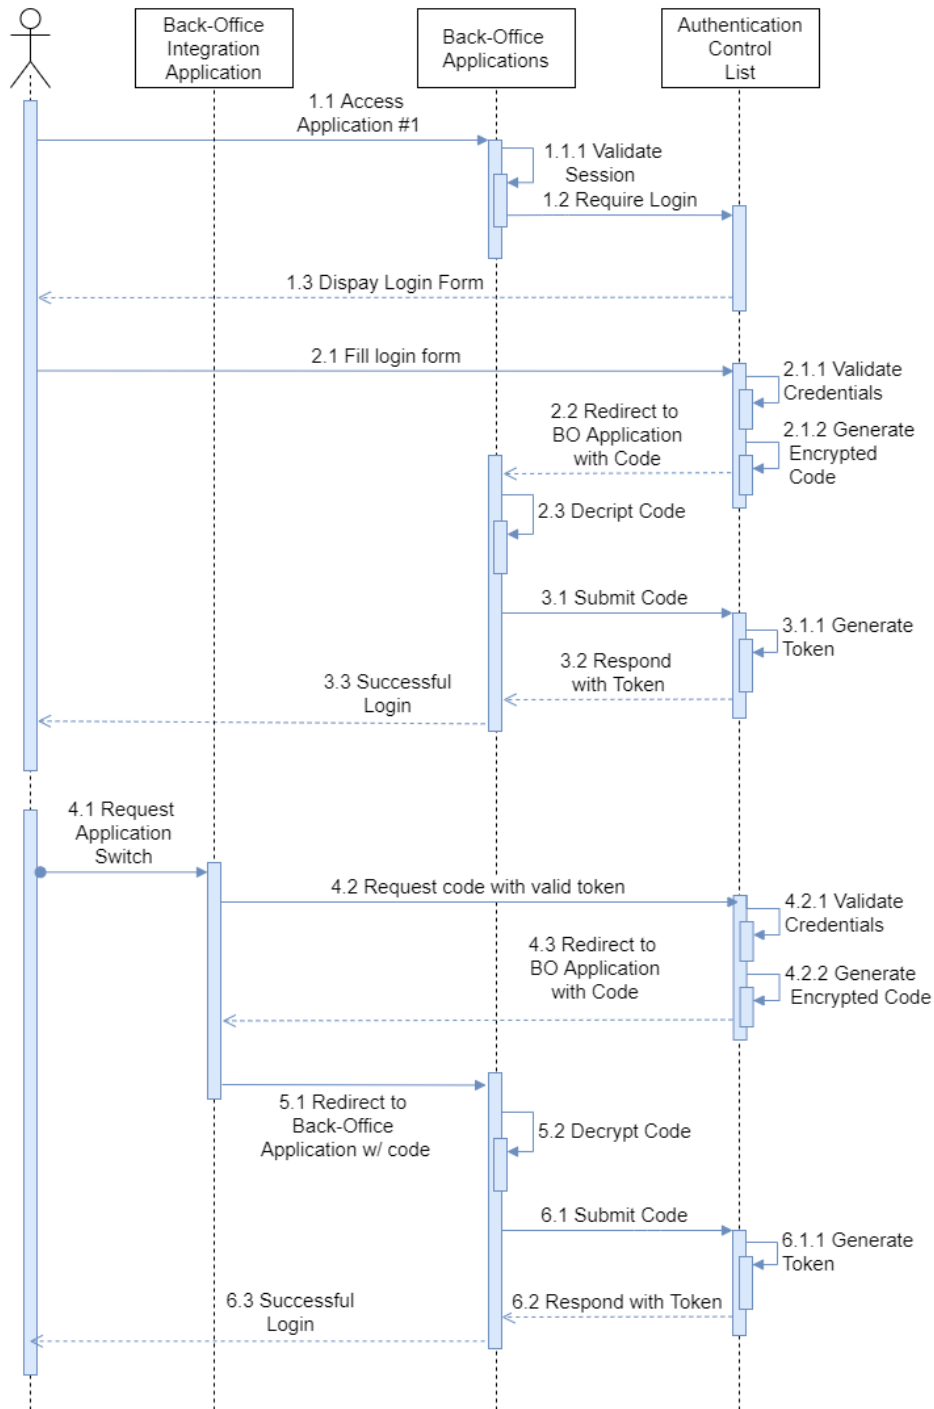 Back-Office
Integration
Application
Back-Office
Applications
Authentication
Control
List
1.1 Access
Application #1
1.1.1 Validate
Session
1.2 Require Login
1.3 Dispay Login Form
2.1 Fill login form
2.1.1 Validate
Credentials
2.2 Redirect to
BO Application
with Code
2.1.2 Generate
Encrypted
Code
2.3 Decript Code
3.1 Submit Code
3.1.1 Generate
Token
3.2 Respond
with Token
3.3 Successful
Login
4.1 Request
Application
Switch
4.2 Request code with valid token
4.2.1 Validate
Credentials
4.3 Redirect to
BO Application
with Code
4.2.2 Generate
Encrypted Code
5.1 Redirect to
Back-Office
Application w/ code
5.2 Decrypt Code
6.1 Submit Code
6.1.1 Generate
Token
6.2 Respond with Token
6.3 Successful
Login